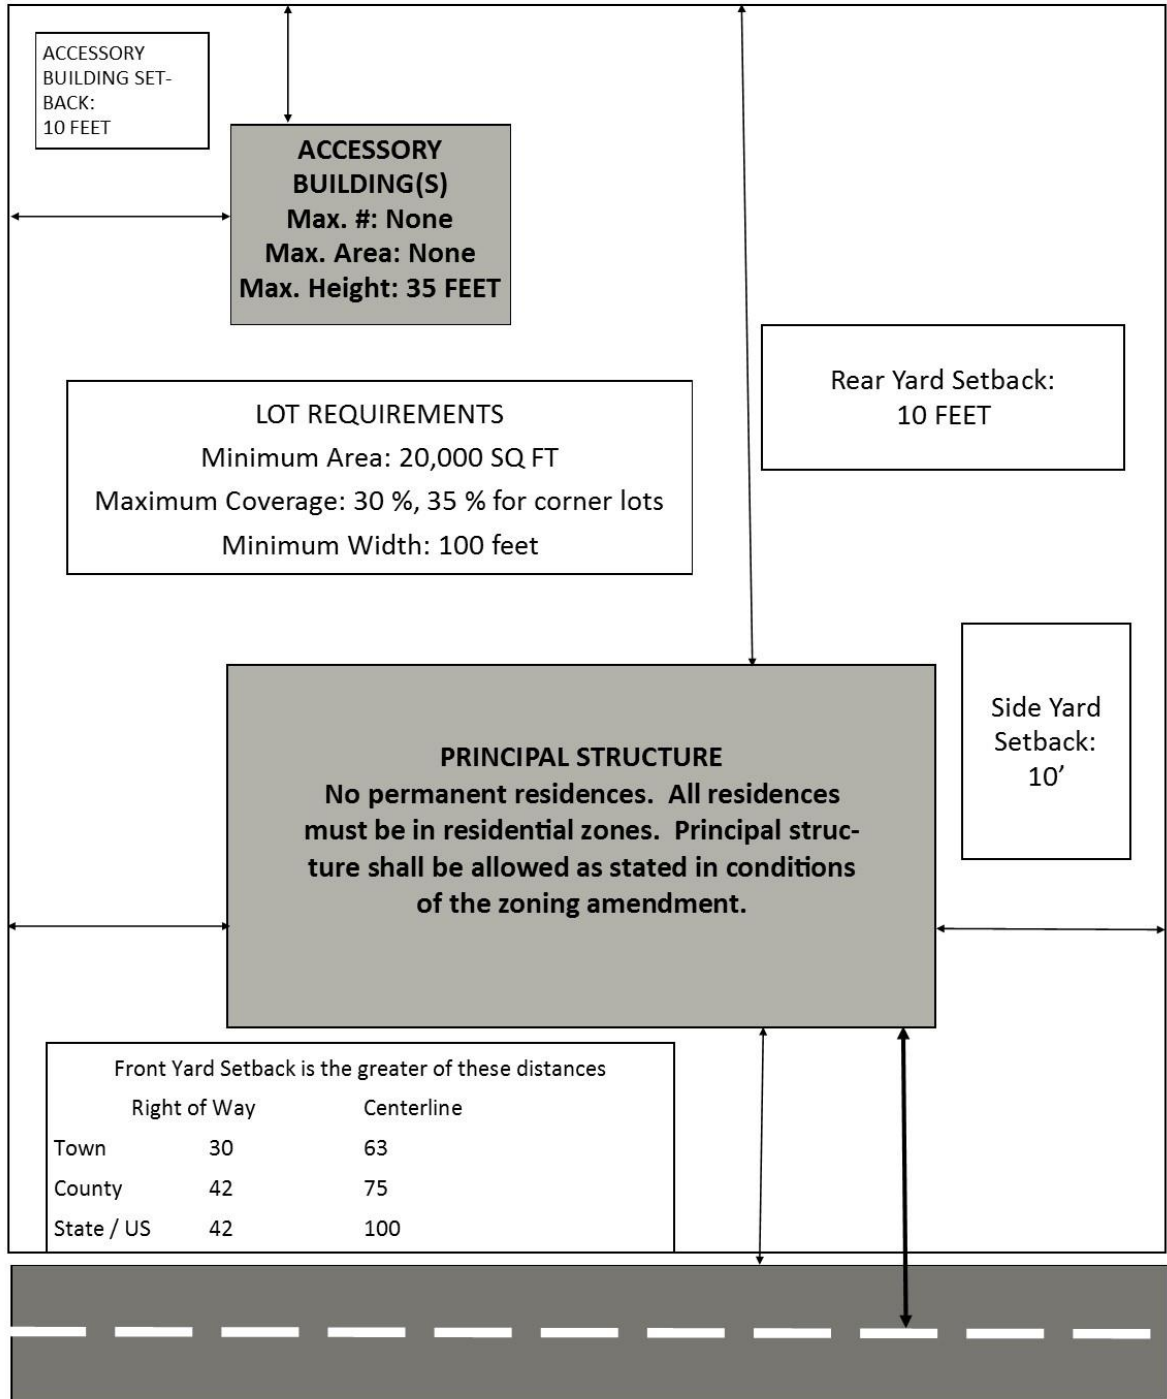 ACCESSORY
BUILDING SET-
BACK:
10 FEET
ACCESSORY
BUILDING(S)
Max. #: None
Max. Area: None
Max. Height: 35 FEET
Rear Yard Setback:
10 FEET
LOT REQUIREMENTS
Minimum Area: 20,000 SQ FT
Maximum Coverage: 30 %, 35 % for corner lots
Minimum Width: 100 feet
Side Yard
Setback:
10’
PRINCIPAL STRUCTURE
No permanent residences.  All residences
must be in residential zones.  Principal struc-
ture shall be allowed as stated in conditions
of the zoning amendment.
Front Yard Setback is the greater of these distances
Right of Way Centerline
Town 30 63
County 42 75
State / US 42 100